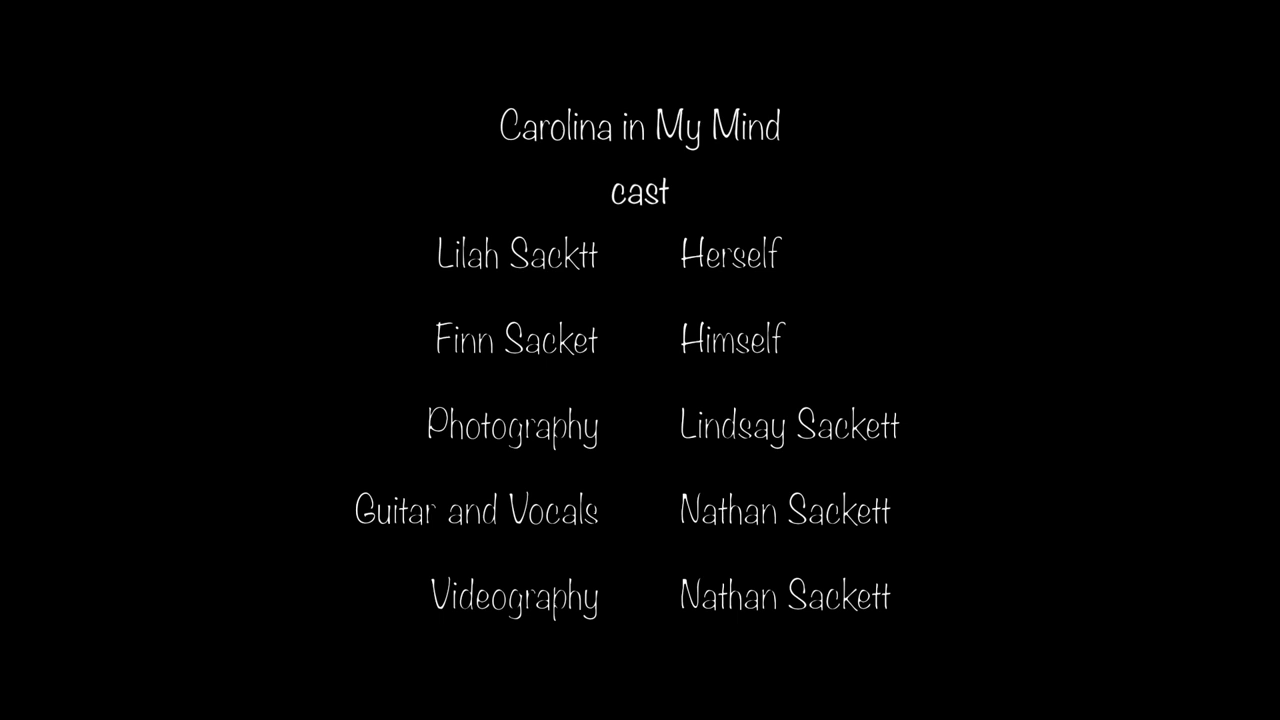 Carolina in My Mind
cast
Lilah Sacktt Herself
Finn Sacket Himself
Photography Lindsay Sackett
Guitar and Vocals Nathan Sackett
Videography Nathan Sackett